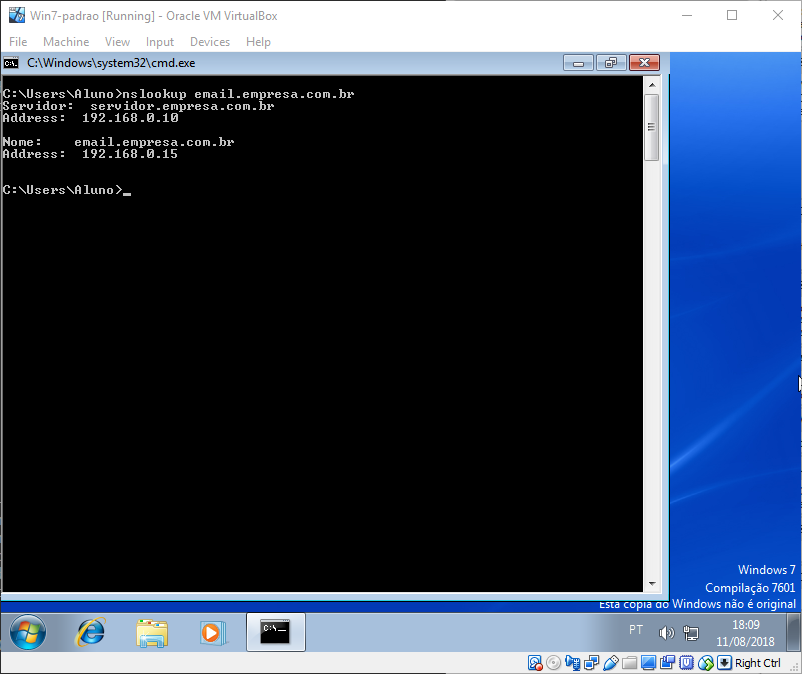 Win7-padrao [Running] - Oracle VM VirtualBox
File Machine View Input Devices Help
C:\Windows\system32\cmd.exe
C:\Users\Aluno>nslookup email.empresa.com.br
Servidor:  servidor.empresa.com.br
Address:  192.168.0.10
Nome:    email.empresa.com.br
Address:  192.168.0.15
C:\Users\Aluno>_
Windows 7
Compilação 7601
Esta cópia do Windows não é original
PT
18:09
11/08/2018
Right Ctrl